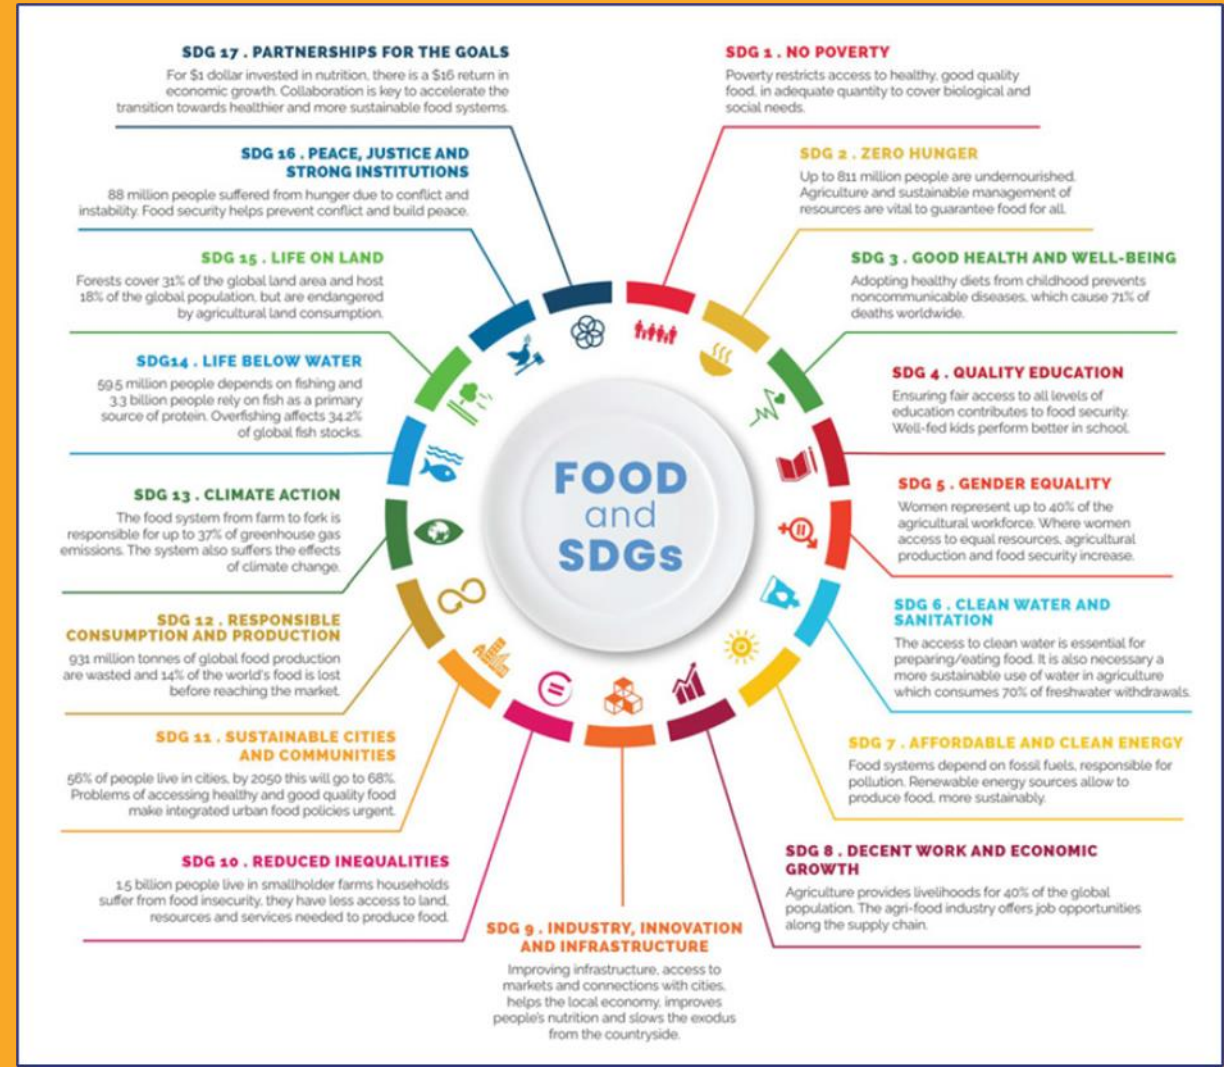 SDG 17 . PARTNERSHIPS FOR THE GOALS
For $1 dollar invested in nutrition, there is a $16 return in
economic growth. Collaboration is key to accelerate the
transition towards healthier and more sustainable food systems.
SDG 16 . PEACE, JUSTICE AND
STRONG INSTITUTIONS
88 million people suffered from hunger due to conflict and
instability. Food security helps prevent conflict and build peace.
SDG 15 . LIFE ON LAND
Forests cover 31% of the global land area and host
18% of the global population, but are endangered
by agricultural land consumption.
SDG14 . LIFE BELOW WATER
59.5 million people depends on fishing and
3.3 billion people rely on fish as a primary
source of protein. Overfishing affects 34.2%
of global fish stocks.
SDG 13 . CLIMATE ACTION
The food system from farm to fork is
responsible for up to 37% of greenhouse gas
emissions. The system also suffers the effects
of climate change.
SDG 12 . RESPONSIBLE
CONSUMPTION AND PRODUCTION
931 million tonnes of global food production
are wasted and 14% of the world's food is lost
before reaching the market.
SDG 11 . SUSTAINABLE CITIES
AND COMMUNITIES
56% of people live in cities, by 2050 this will go to 68%.
Problems of accessing healthy and good quality food
make integrated urban food policies urgent.
SDG 10 . REDUCED INEQUALITIES
1.5 billion people live in smallholder farms households
suffer from food insecurity, they have less access to land,
resources and services needed to produce food.
SDG 9 . INDUSTRY, INNOVATION
AND INFRASTRUCTURE
Improving infrastructure, access to
markets and connections with cities,
helps the local economy, improves
people's nutrition and slows the exodus
from the countryside.
FOOD
and
SDGs
SDG 1 . NO POVERTY
Poverty restricts access to healthy, good quality
food, in adequate quantity to cover biological and
social needs.
SDG 2 . ZERO HUNGER
Up to 811 million people are undernourished.
Agriculture and sustainable management of
resources are vital to guarantee food for all.
SDG 3 . GOOD HEALTH AND WELL-BEING
Adopting healthy diets from childhood prevents
noncommunicable diseases, which cause 71% of
deaths worldwide.
SDG 4 . QUALITY EDUCATION
Ensuring fair access to all levels of
education contributes to food security.
Well-fed kids perform better in school.
SDG 5 . GENDER EQUALITY
Women represent up to 40% of the
agricultural workforce. Where women
access to equal resources, agricultural
production and food security increase.
SDG 6 . CLEAN WATER AND
SANITATION
The access to clean water is essential for
preparing/eating food. It is also necessary a
more sustainable use of water in agriculture
which consumes 70% of freshwater withdrawals.
SDG 7 . AFFORDABLE AND CLEAN ENERGY
Food systems depend on fossil fuels, responsible for
pollution. Renewable energy sources allow to
produce food, more sustainably.
SDG 8 . DECENT WORK AND ECONOMIC
GROWTH
Agriculture provides livelihoods for 40% of the global
population. The agri-food industry offers job opportunities
along the supply chain.